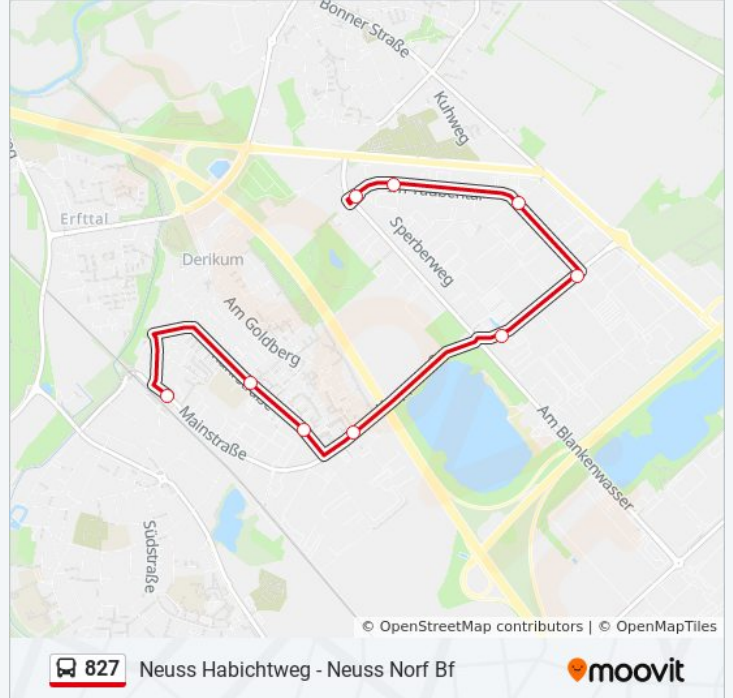 Bonner Straße
Kuhweg
Erfttal
Sperberweg
Derikum
Am Goldberg
Mainstraße
Am Blankenwasser
Südstraße
© OpenStreetMap contributors | © OpenMapTiles
827 Neuss Habichtweg - Neuss Norf Bf
moovit